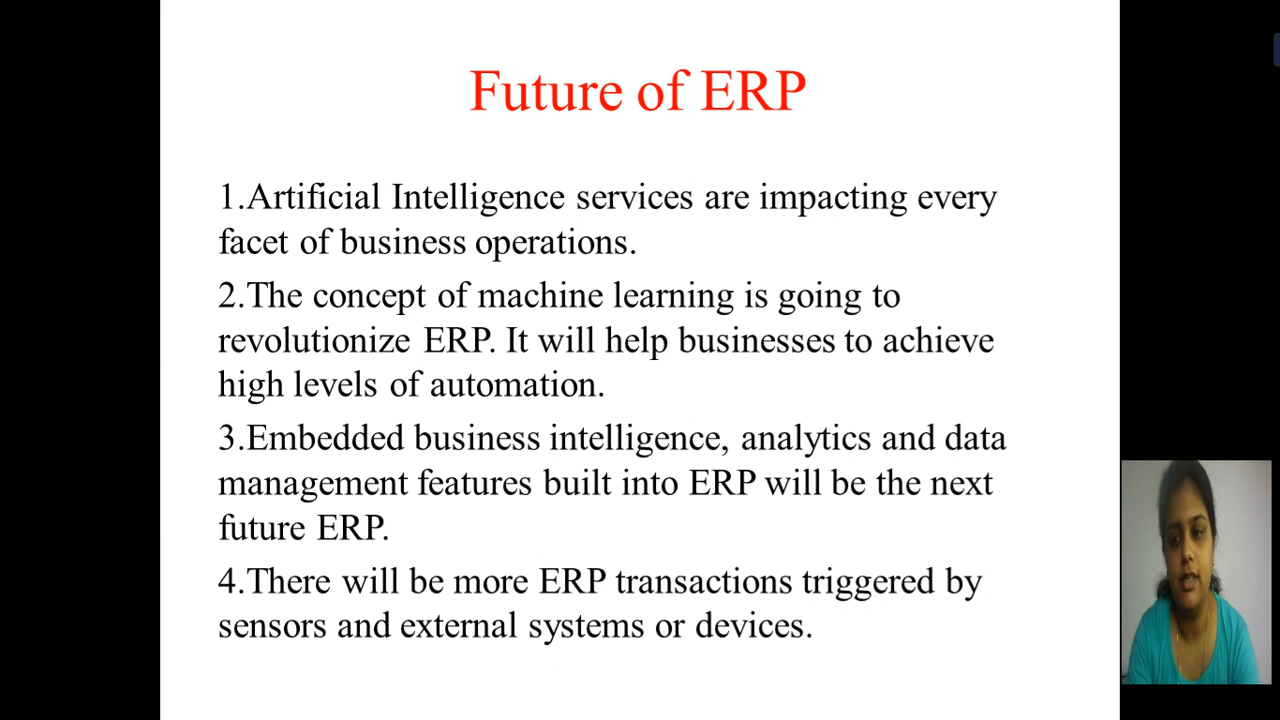 Future of ERP
1.Artificial Intelligence services are impacting every
facet of business operations.
2.The concept of machine learning is going to
revolutionize ERP. It will help businesses to achieve
high levels of automation.
3.Embedded business intelligence, analytics and data
management features built into ERP will be the next
future ERP.
4.There will be more ERP transactions triggered by
sensors and external systems or devices.